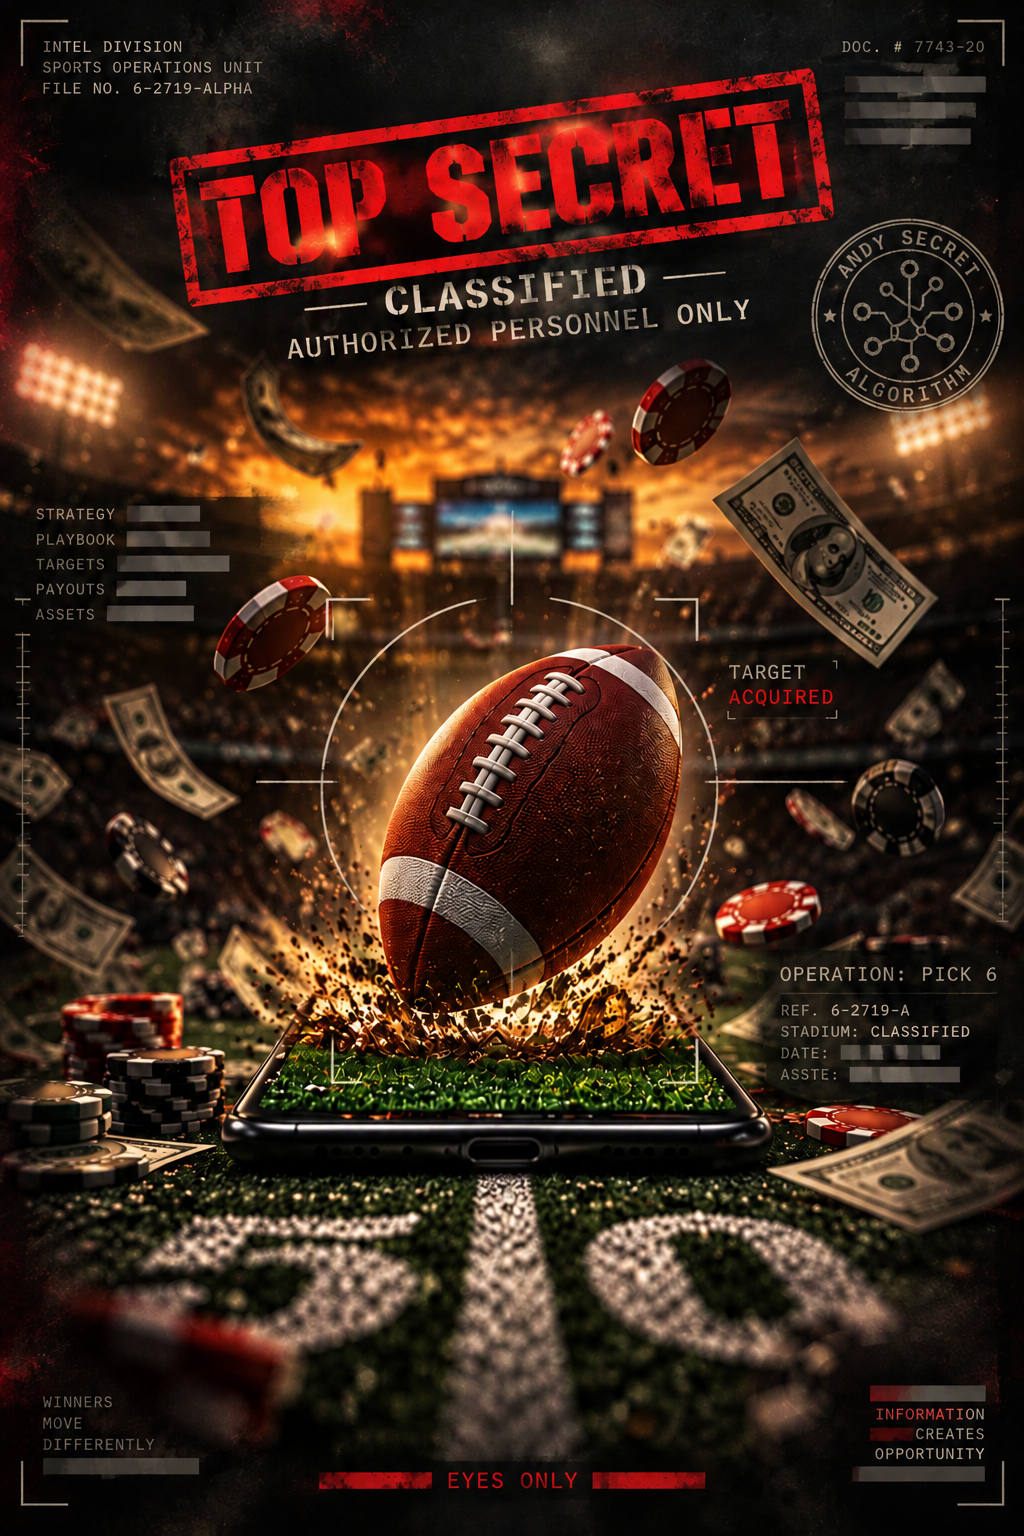 INTEL DIVISION
SPORTS OPERATIONS UNIT
FILE NO. 6-2719-ALPHA
DOC. # 7743-20
TOP SECRET
CLASSIFIED
AUTHORIZED PERSONNEL ONLY
ANDY SECRET
ALGORITHM
STRATEGY
PLAYBOOK
TARGETS
PAYOUTS
ASSETS
TARGET
ACQUIRED
OPERATION: PICK 6
REF. 6-2719-A
STADIUM: CLASSIFIED
DATE:
ASSTE:
50
WINNERS
MOVE
DIFFERENTLY
INFORMATION
CREATES
OPPORTUNITY
EYES ONLY